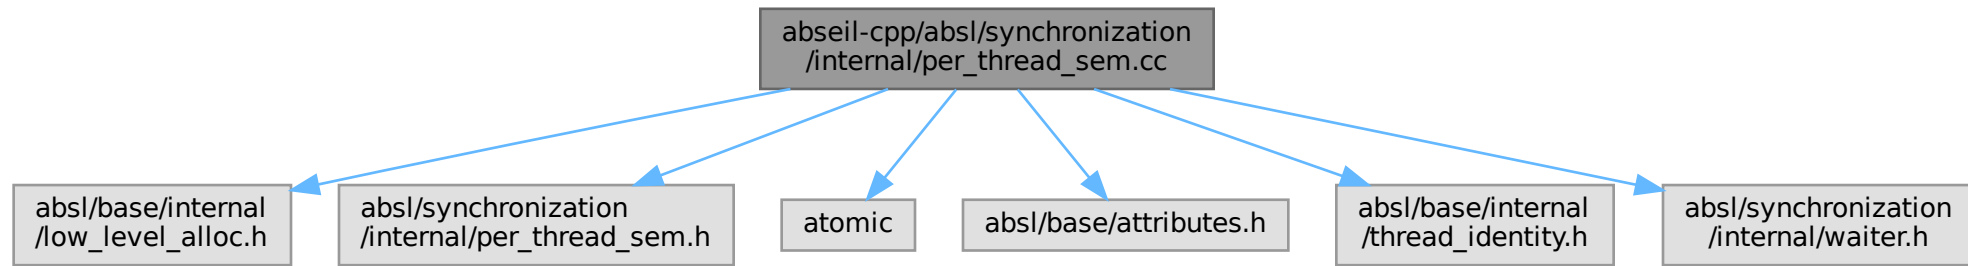 abseil-cpp/absl/synchronization
/internal/per_thread_sem.cc
absl/base/internal
/low_level_alloc.h
absl/synchronization
/internal/per_thread_sem.h
atomic
absl/base/attributes.h
absl/base/internal
/thread_identity.h
absl/synchronization
/internal/waiter.h